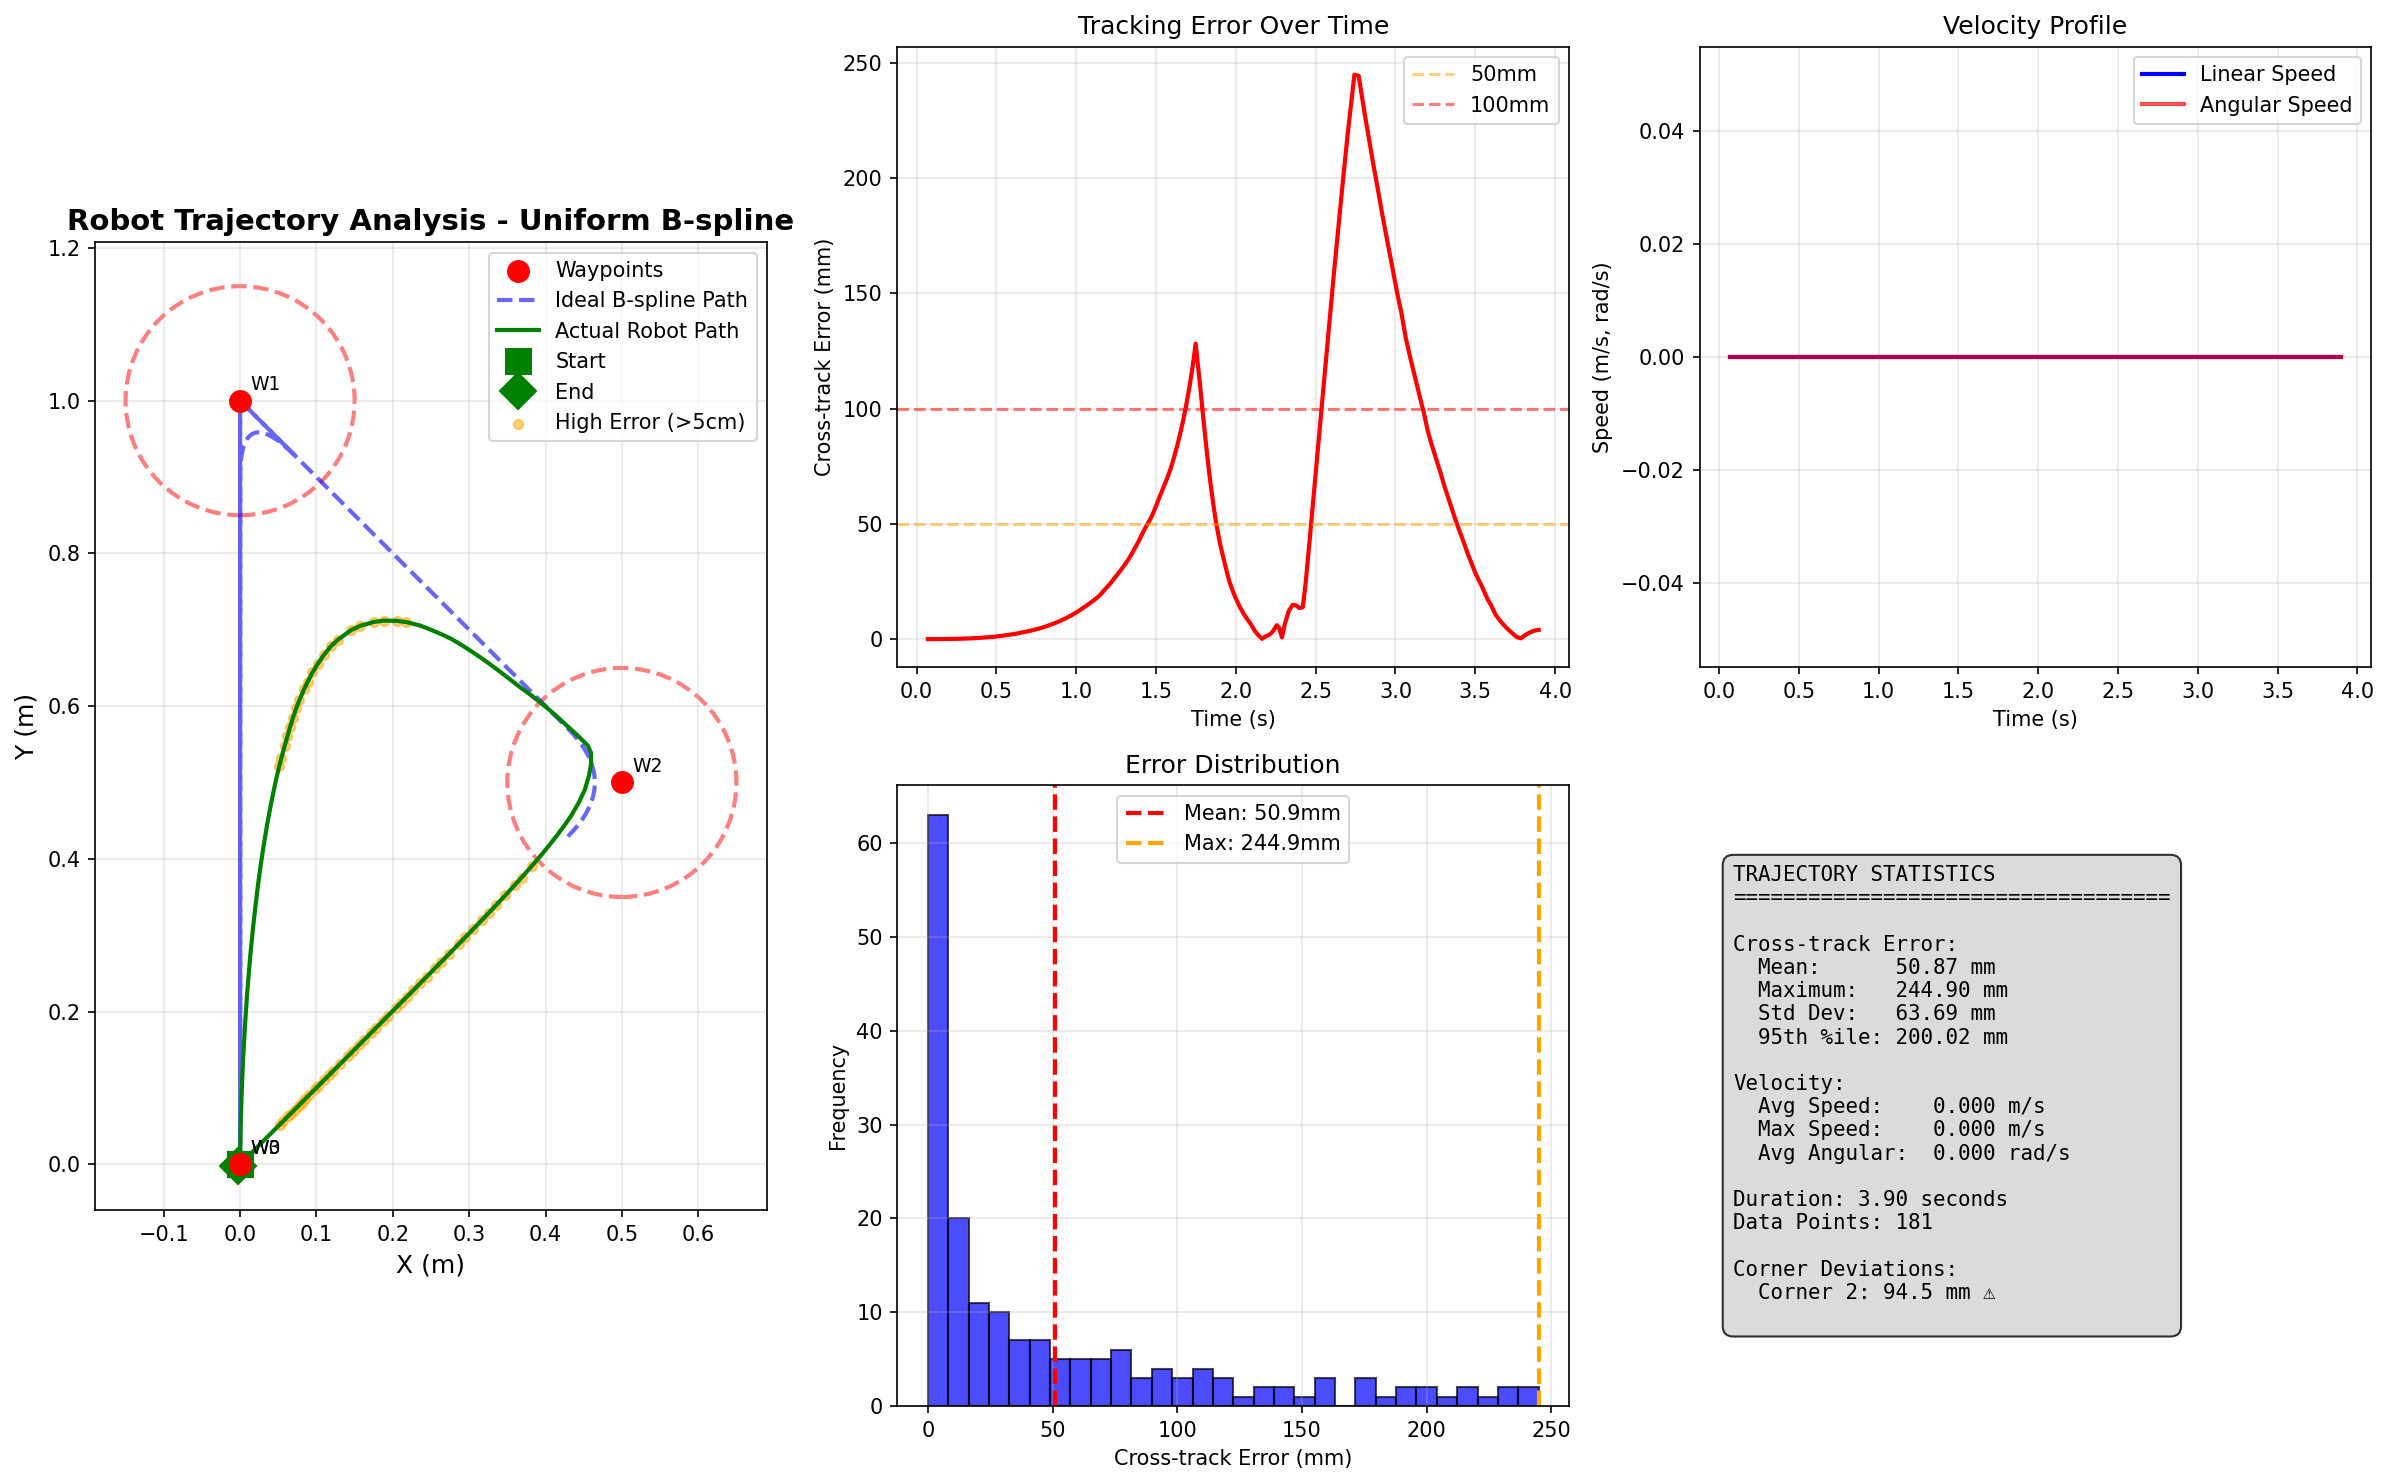 Robot Trajectory Analysis - Uniform B-spline
Waypoints
Ideal B-spline Path
Actual Robot Path
Start
End
High Error (>5cm)
W1
W2
W0
W3
1.2
1.0
0.8
0.6
0.4
0.2
0.0
Y (m)
−0.1
0.0
0.1
0.2
0.3
0.4
0.5
0.6
X (m)
Tracking Error Over Time
50mm
100mm
250
200
150
100
50
0
Cross-track Error (mm)
0.0
0.5
1.0
1.5
2.0
2.5
3.0
3.5
4.0
Time (s)
Velocity Profile
Linear Speed
Angular Speed
0.04
0.02
0.00
−0.02
−0.04
Speed (m/s, rad/s)
0.0
0.5
1.0
1.5
2.0
2.5
3.0
3.5
4.0
Time (s)
Error Distribution
Mean: 50.9mm
Max: 244.9mm
60
50
40
30
20
10
0
Frequency
0
50
100
150
200
250
Cross-track Error (mm)
TRAJECTORY STATISTICS
===================================
Cross-track Error:
Mean: 50.87 mm
Maximum: 244.90 mm
Std Dev: 63.69 mm
95th %ile: 200.02 mm
Velocity:
Avg Speed: 0.000 m/s
Max Speed: 0.000 m/s
Avg Angular: 0.000 rad/s
Duration: 3.90 seconds
Data Points: 181
Corner Deviations:
Corner 2: 94.5 mm ⚠